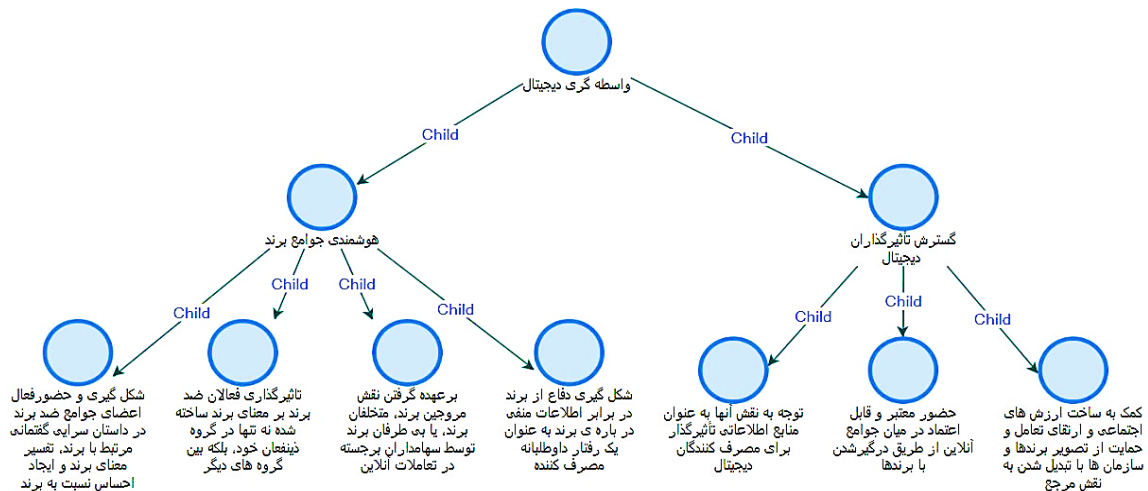 واسطه گری دیجیتال
Child
Child
گسترش تأثیرگذاران
دیجیتال
هوشمندی جوامع برند
Child
Child
Child
Child
Child
Child
Child
کمک به ساخت ارزش های
اجتماعی و ارتقای تعامل و
حمایت از تصویر برندها و
سازمان ها با تبدیل شدن به
نقش مرجع
حضور معتبر و قابل
اعتماد در میان جوامع
آنلاین از طریق درگیرشدن
با برندها
توجه به نقش آنها به عنوان
منابع اطلاعاتی تأثیرگذار
برای مصرف کنندگان
دیجیتال
شکل گیری دفاع از برند
در برابر اطلاعات منفی
در باره ی برند به عنوان
یک رفتار داوطلبانه
مصرف کننده
برعهده گرفتن نقش
مروجین برند، متخلفان
برند، یا بی طرفان برند
توسط سهامداران برجسته
در تعاملات آنلاین
تاثیرگذاری فعالان ضد
برند بر معنای برند ساخته
شده نه تنها در گروه
ذینفعان خود، بلکه بین
گروه های دیگر
شکل گیری و حضورفعال
اعضای جوامع ضد برند
در داستان سرایی گفتمانی
مرتبط با برند، تفسیر
معنای برند و ایجاد
احساس نسبت به برند